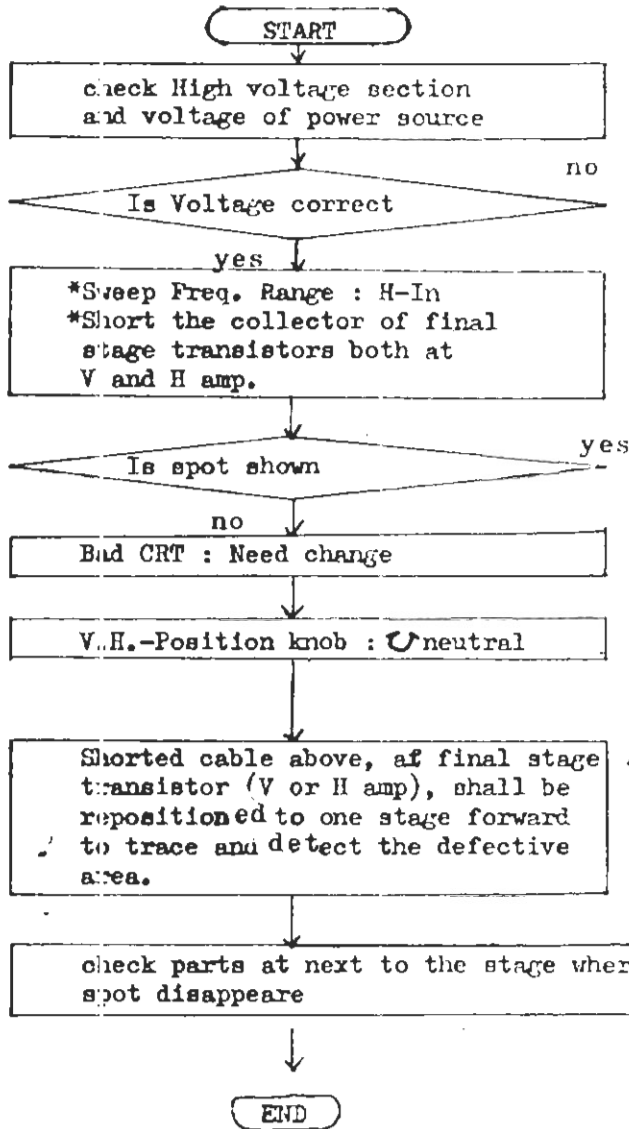 START
check High voltage section
and voltage of power source
no
Is Voltage correct
yes
*Sweep Freq. Range : H-In
*Short the collector of final
stage transistors both at
V and H amp.
yes
Is spot shown
no
Bad CRT : Need change
V.H.-Position knob : neutral
Shorted cable above, af final stage
transistor (V or H amp), shall be
repositioned to one stage forward
to trace and detect the defective
area.
check parts at next to the stage wher
spot disappeare
END